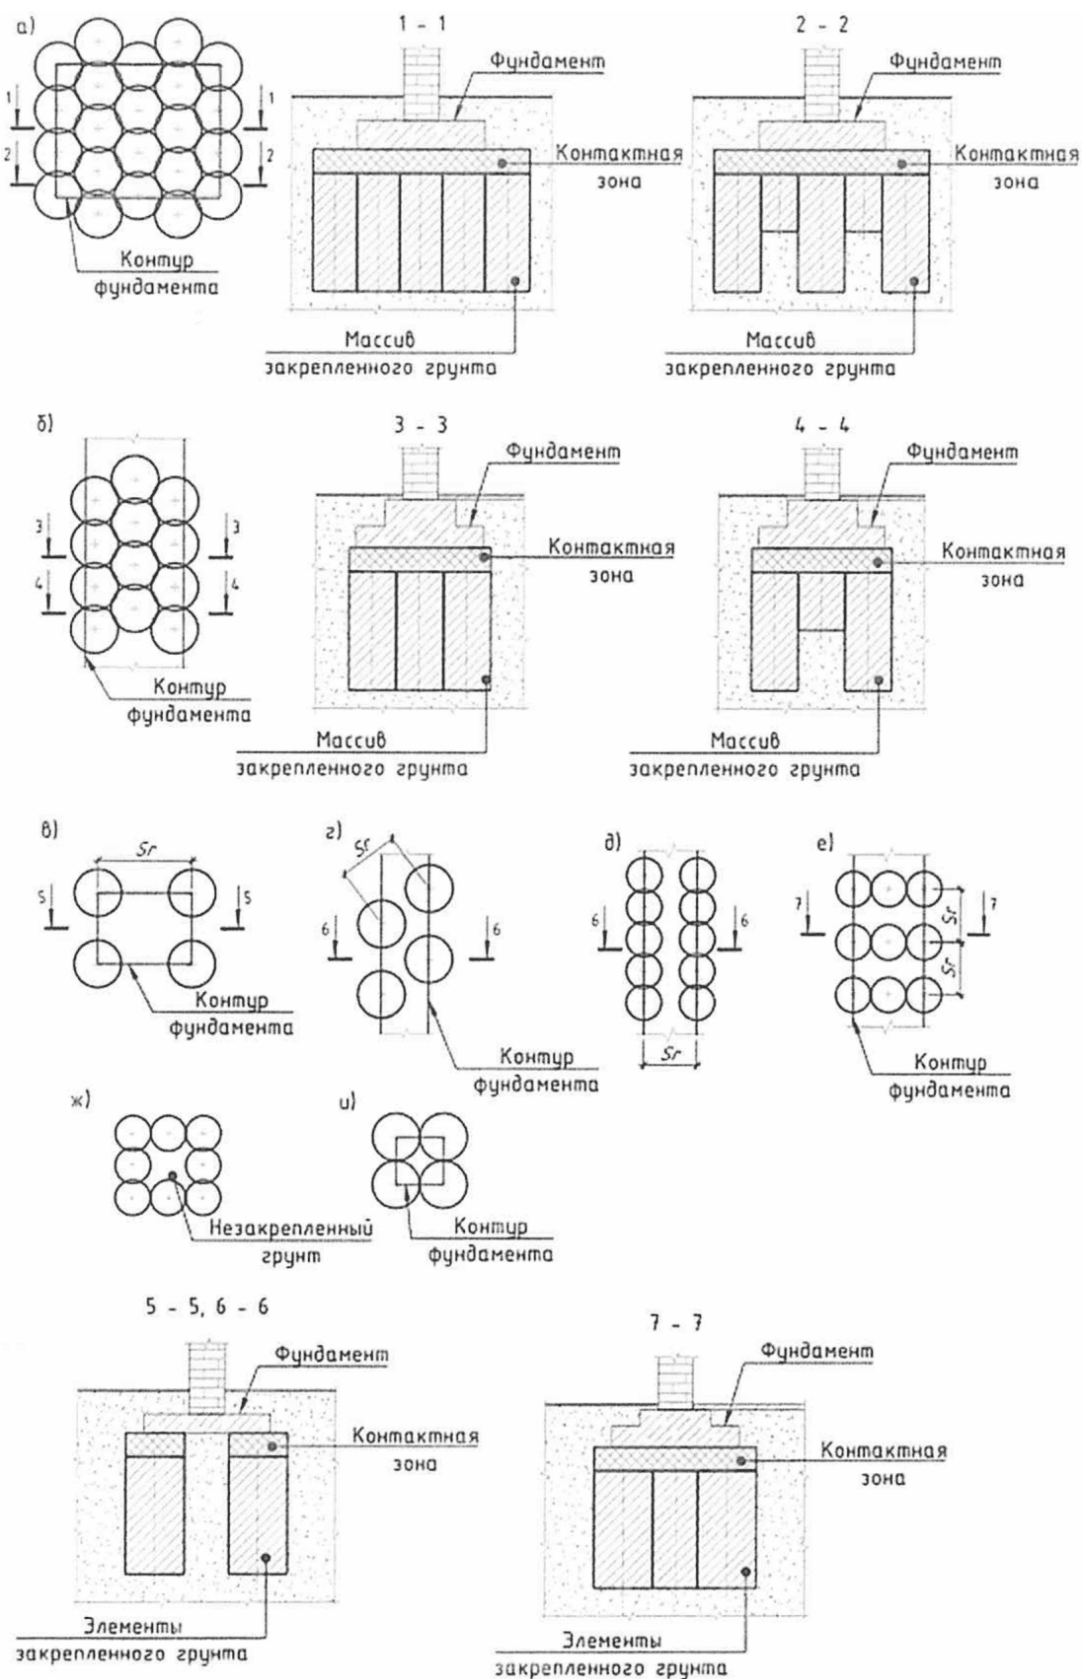 а)
1 - 1
2 - 2
Фундамент
Фундамент
1
1
2
2
Контактная
зона
Контактная
зона
Контур
фундамента
Массив
закрепленного грунта
Массив
закрепленного грунта
б)
3 - 3
4 - 4
Фундамент
Фундамент
3
3
4
4
Контактная
зона
Контактная
зона
Контур
фундамента
Массив
закрепленного грунта
Массив
закрепленного грунта
в)
Sr
5
5
Контур
фундамента
г)
Sr
6
6
Контур
фундамента
д)
6
6
Sr
е)
7
7
Sr
Sr
Контур
фундамента
ж)
Незакрепленный
грунт
и)
Контур
фундамента
5 - 5, 6 - 6
Фундамент
Контактная
зона
Элементы
закрепленного грунта
7 - 7
Фундамент
Контактная
зона
Элементы
закрепленного грунта